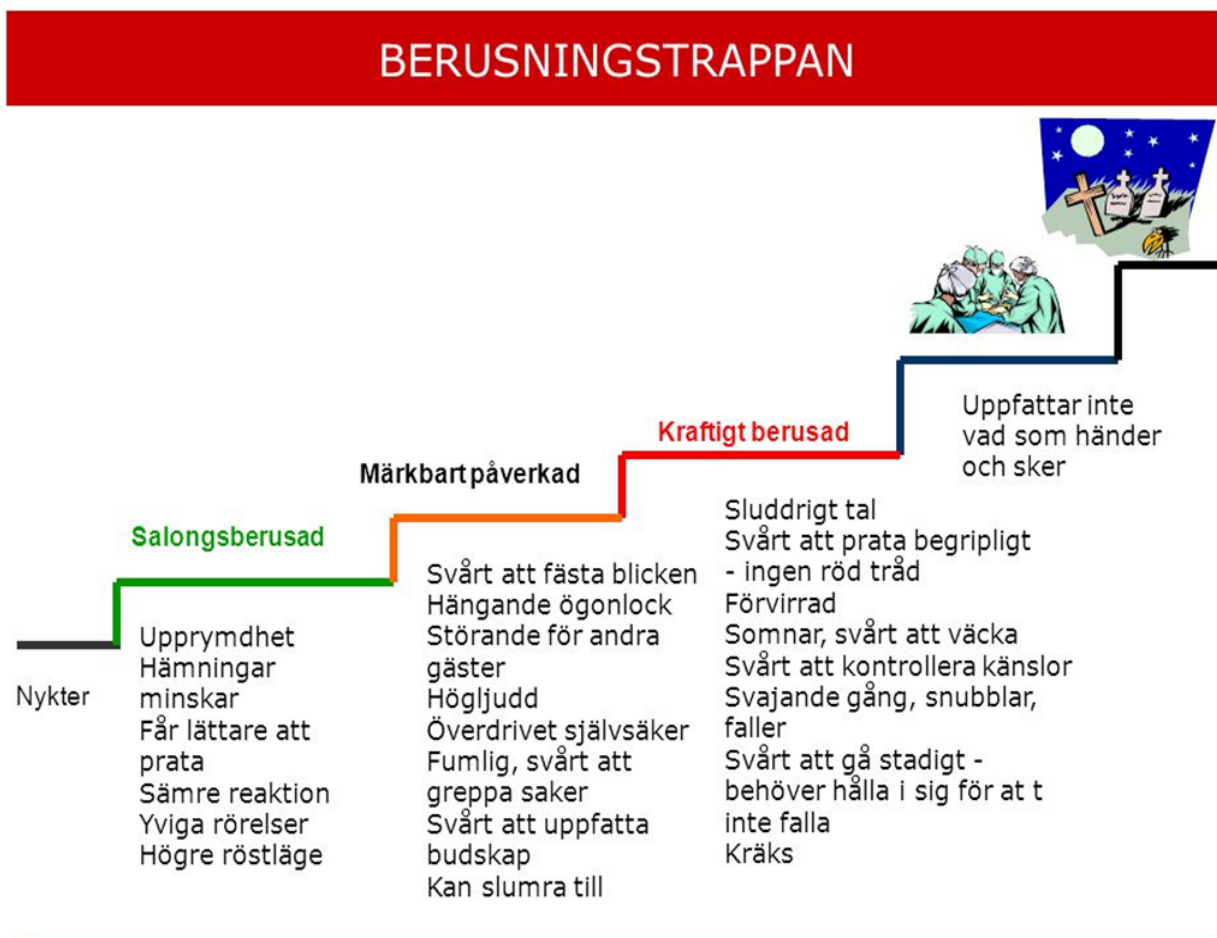 BERUSNINGSTRAPPAN
Nykter
Salongsberusad
Upprymdhet
Hämningar
minskar
Får lättare att
prata
Sämre reaktion
Yviga rörelser
Högre röstläge
Märkbart påverkad
Svårt att fästa blicken
Hängande ögonlock
Störande för andra
gäster
Högljudd
Överdrivet självsäker
Fumlig, svårt att
greppa saker
Svårt att uppfatta
budskap
Kan slumra till
Kraftigt berusad
Sluddrigt tal
Svårt att prata begripligt
- ingen röd tråd
Förvirrad
Somnar, svårt att väcka
Svårt att kontrollera känslor
Svajande gång, snubblar,
faller
Svårt att gå stadigt -
behöver hålla i sig för at t
inte falla
Kräks
Uppfattar inte
vad som händer
och sker